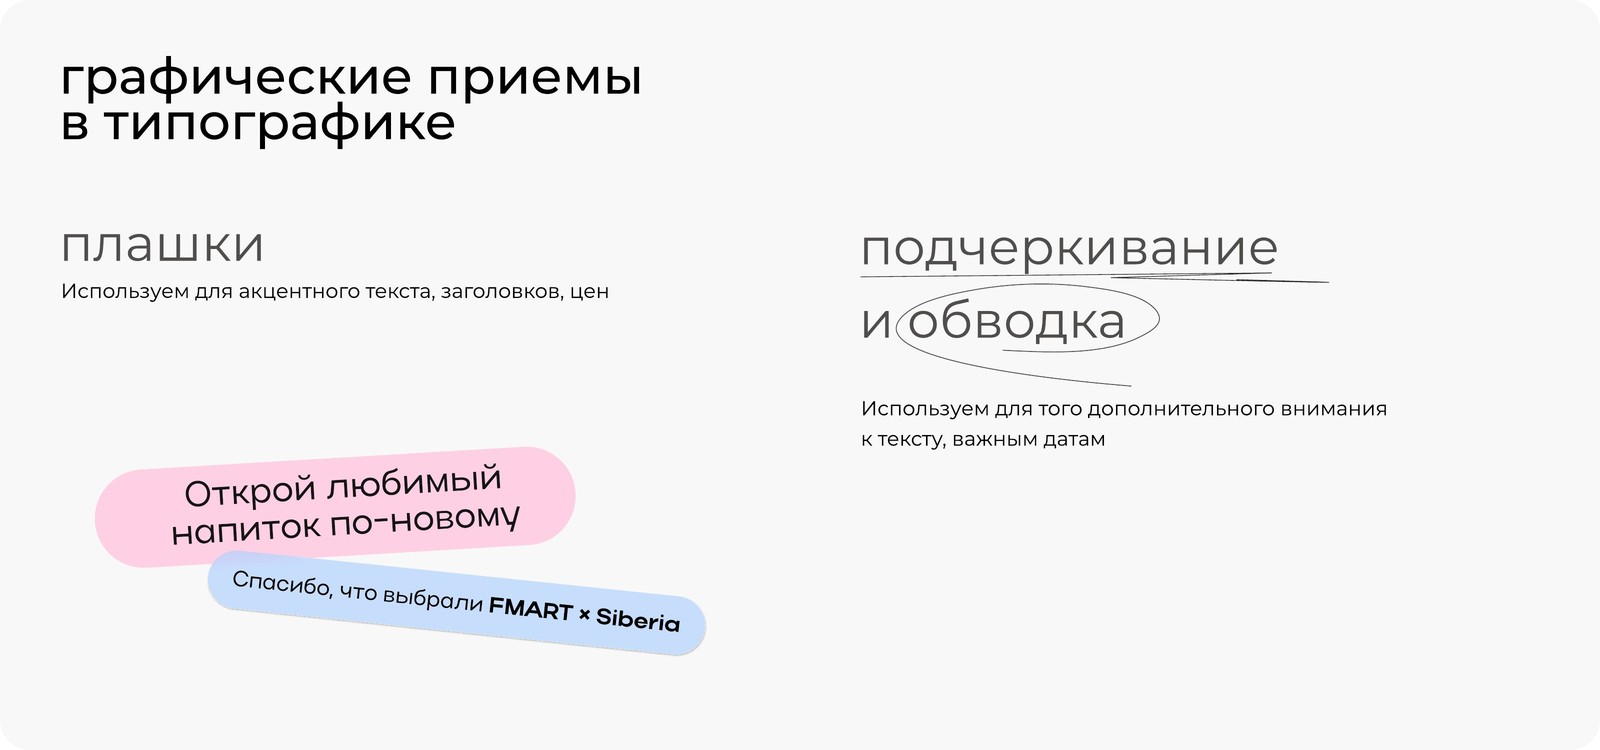 графические приемы
в типографике
плашки
Используем для акцентного текста, заголовков, цен
Открой любимый
напиток по-новому
Спасибо, что выбрали FMART × Siberia
подчеркивание
и обводка
Используем для того дополнительного внимания
к тексту, важным датам